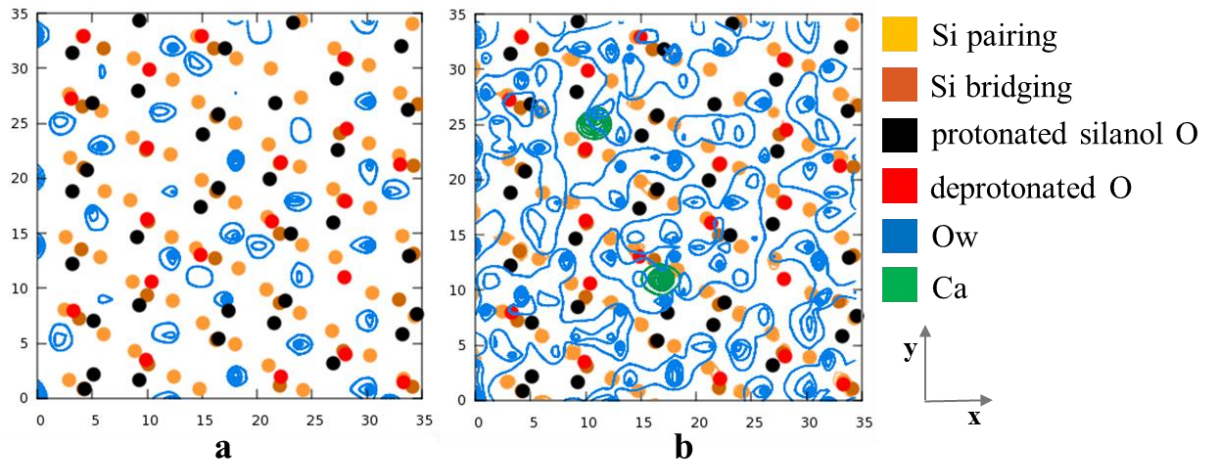 35
30
25
20
15
10
5
0
0 5 10 15 20 25 30 35
a
35
30
25
20
15
10
5
0
0 5 10 15 20 25 30 35
b
Si pairing
Si bridging
protonated silanol O
deprotonated O
Ow
Ca
y
x